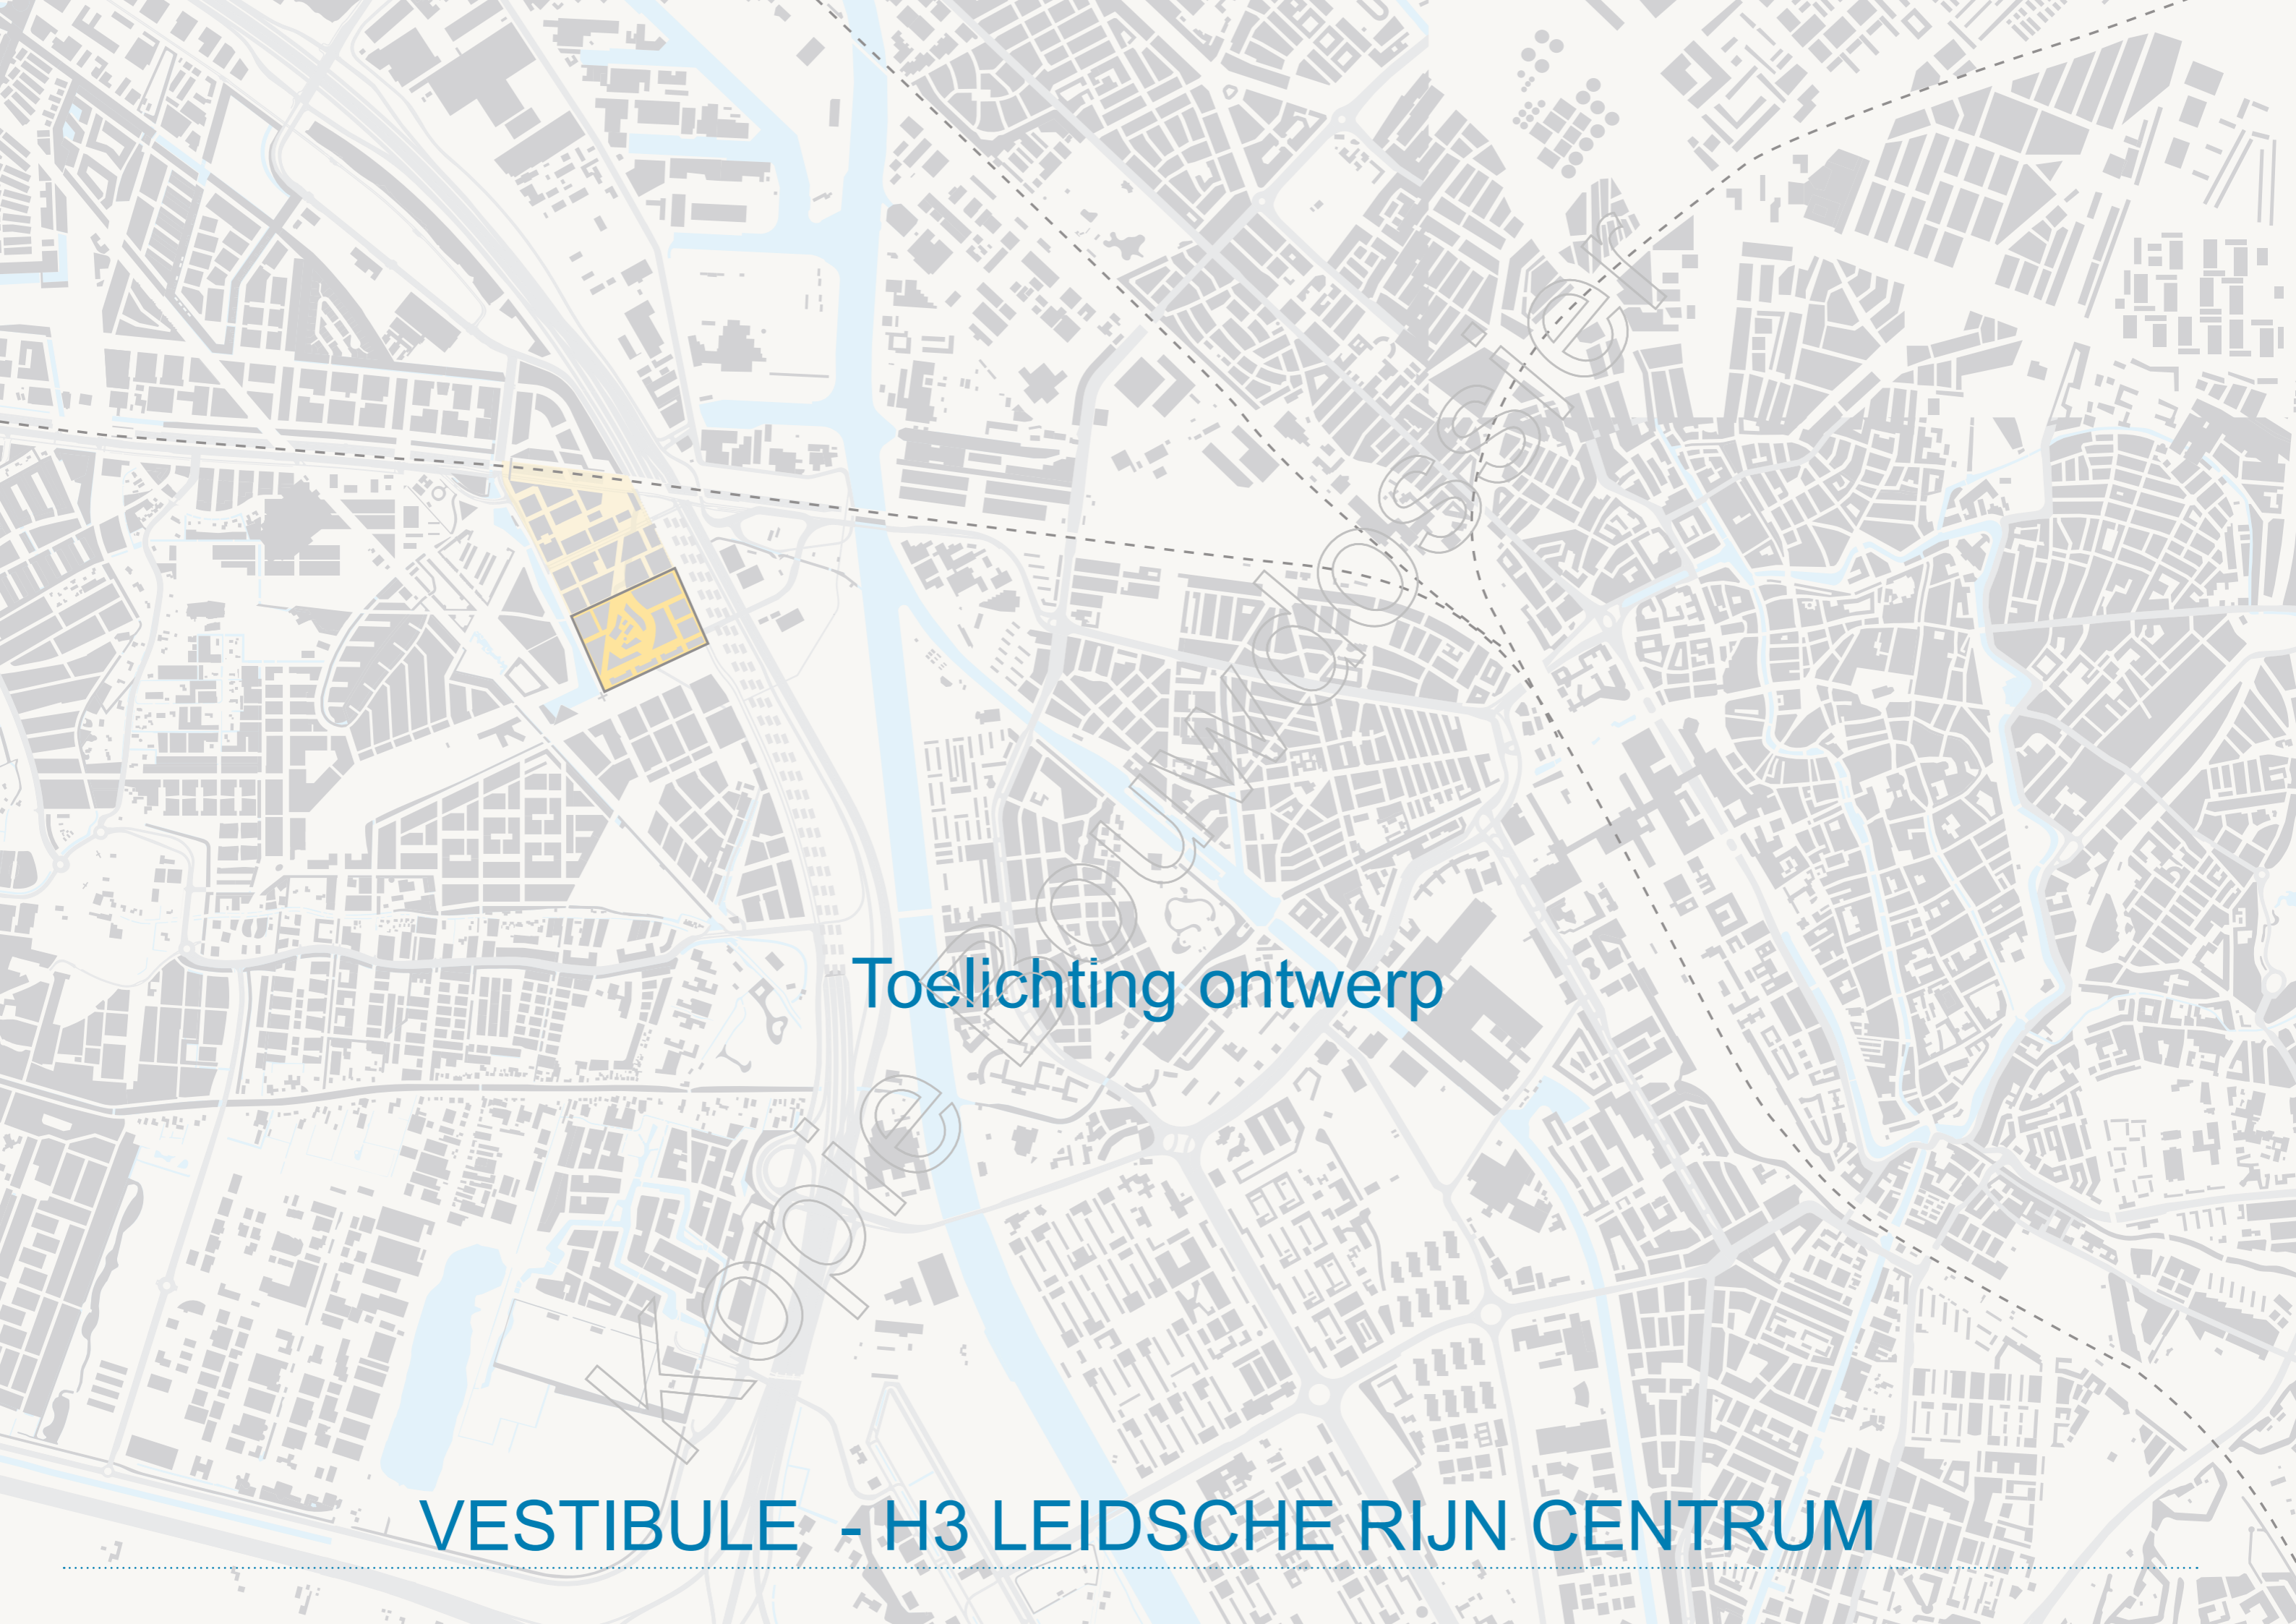 Kopie Bouwdossier
Toelichting ontwerp
VESTIBULE - H3 LEIDSCHE RIJN CENTRUM